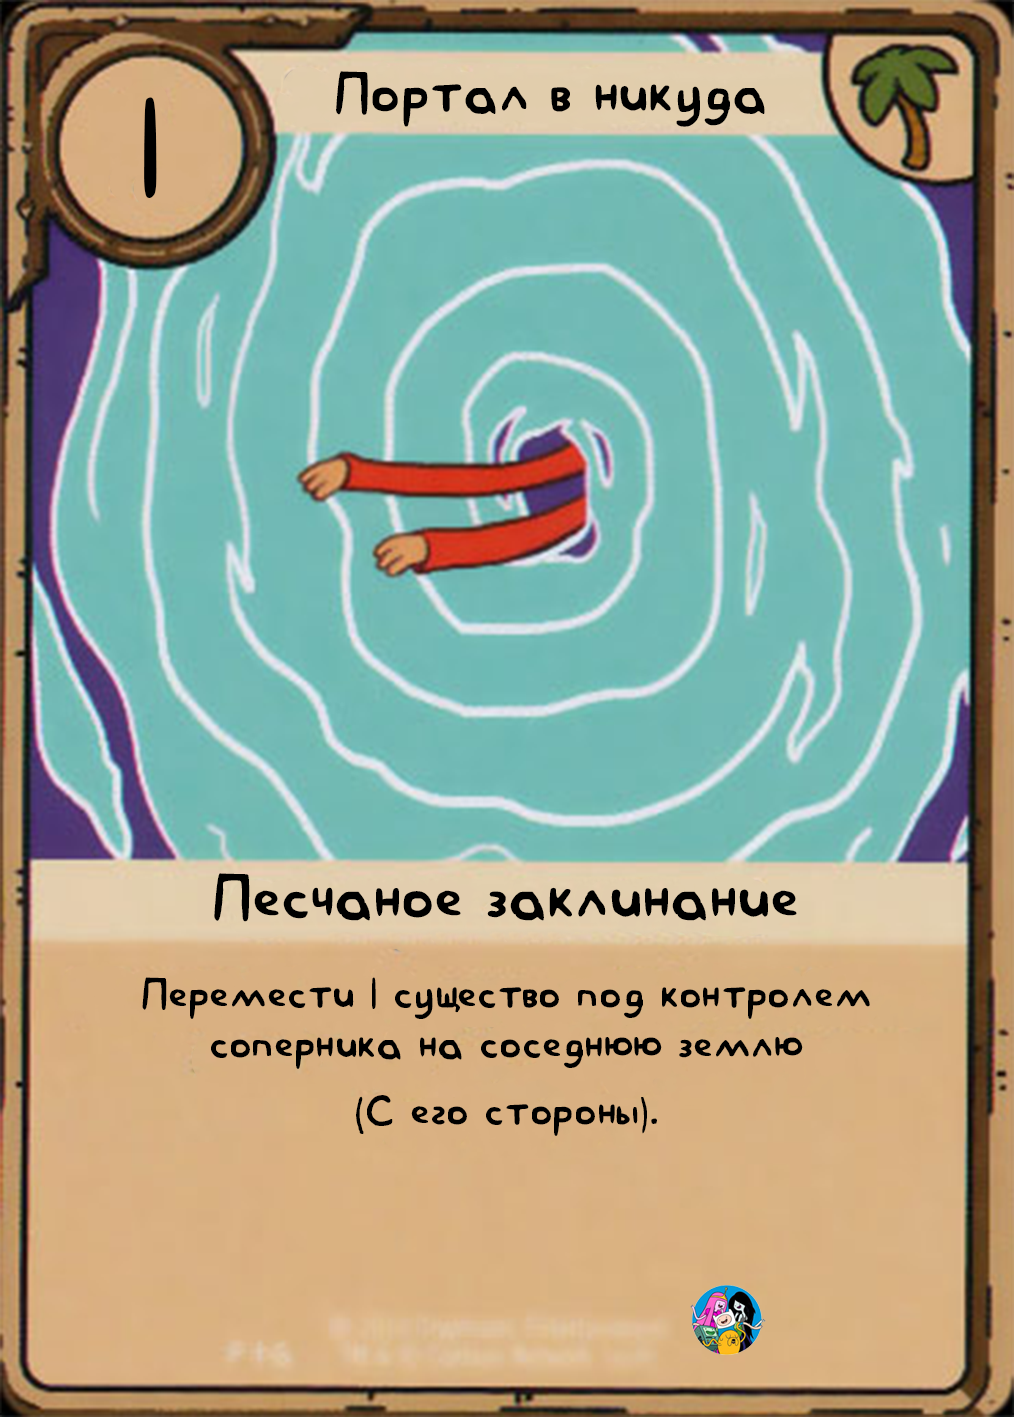 1
Портал в никуда
Песчаное заклинание
Перемести 1 существо под контролем
соперника на соседнюю землю
(С его стороны).